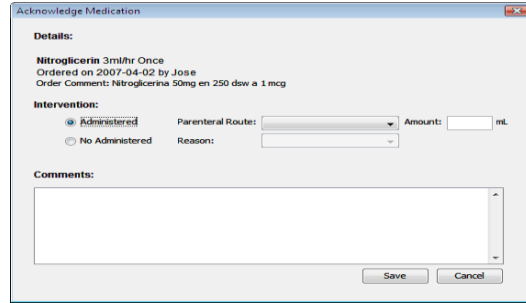 Acknowledge Medication
Details:
Nitroglicerin 3ml/hr Once
Ordered on 2007-04-02 by Jose
Order Comment: Nitroglicerina 50mg en 250 dsw a 1 mcg
Intervention:
Administered Parenteral Route: Amount: mL
No Administered Reason:
Comments:
Save Cancel